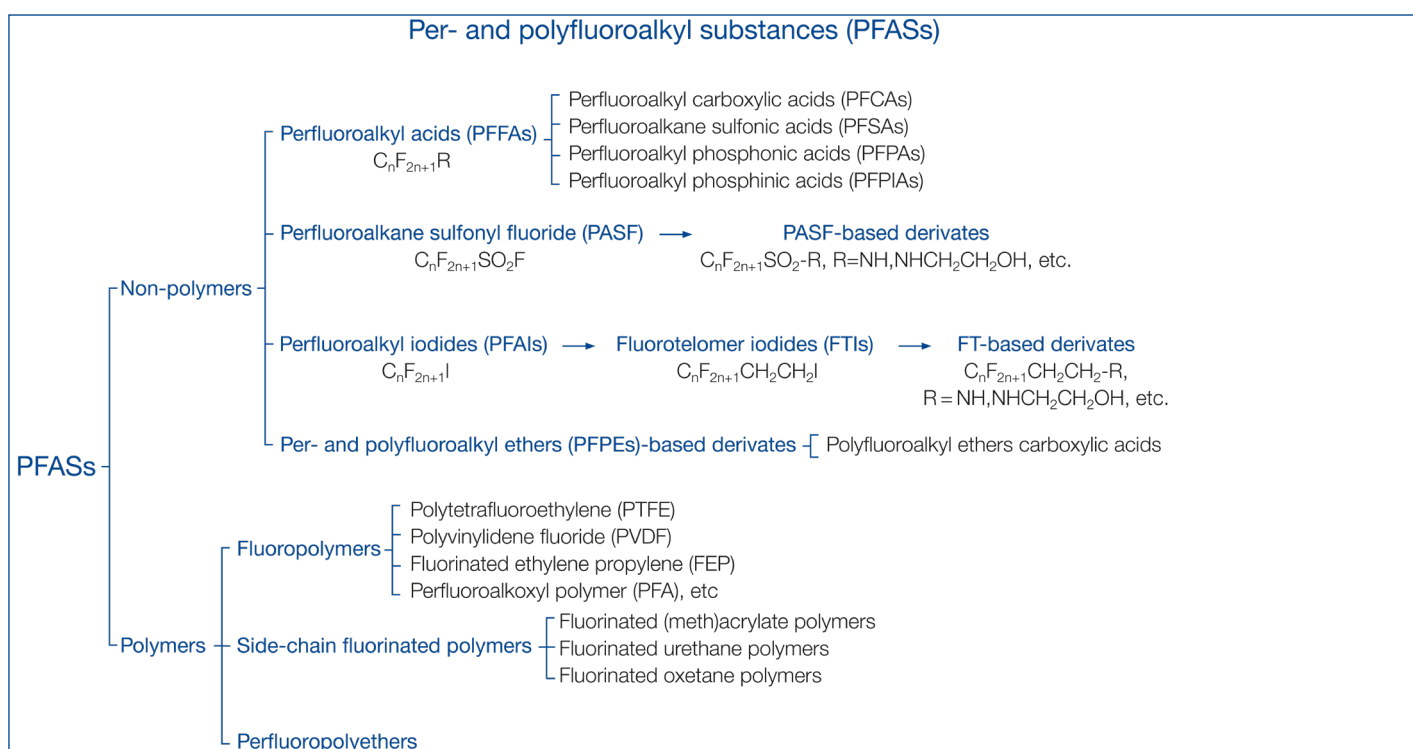 Per- and polyfluoroalkyl substances (PFASs)
Perfluoroalkyl carboxylic acids (PFCAs)
Perfluoroalkane sulfonic acids (PFSAs)
Perfluoroalkyl acids (PFFAs)
Perfluoroalkyl phosphonic acids (PFPAs)
CₙF₂ₙ₊₁R
Perfluoroalkyl phosphinic acids (PFPIAs)
Perfluoroalkane sulfonyl fluoride (PASF) → PASF-based derivates
CₙF₂ₙ₊₁SO₂F CₙF₂ₙ₊₁SO₂-R, R=NH,NHCH₂CH₂OH, etc.
Non-polymers
Perfluoroalkyl iodides (PFAIs) → Fluorotelomer iodides (FTIs) → FT-based derivates
CₙF₂ₙ₊₁I CₙF₂ₙ₊₁CH₂CH₂I CₙF₂ₙ₊₁CH₂CH₂-R,
R = NH,NHCH₂CH₂OH, etc.
Per- and polyfluoroalkyl ethers (PFPEs)-based derivates Polyfluoroalkyl ethers carboxylic acids
PFASs
Polytetrafluoroethylene (PTFE)
Polyvinylidene fluoride (PVDF)
Fluoropolymers
Fluorinated ethylene propylene (FEP)
Perfluoroalkoxyl polymer (PFA), etc
Fluorinated (meth)acrylate polymers
Polymers Side-chain fluorinated polymers Fluorinated urethane polymers
Fluorinated oxetane polymers
Perfluoropolyethers